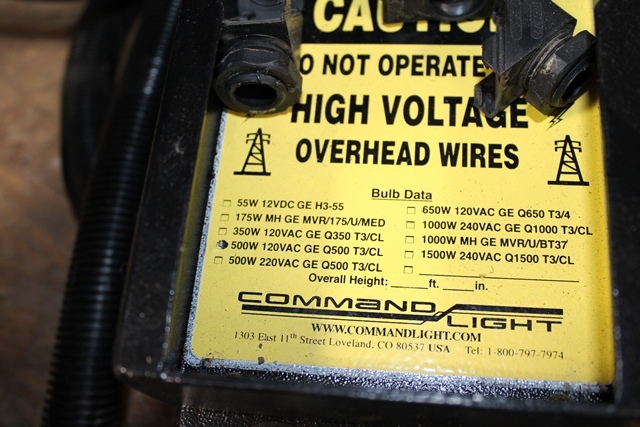 CAUTION
DO NOT OPERATE
HIGH VOLTAGE
OVERHEAD WIRES
Bulb Data
55W 12VDC GE H3-55
175W MH GE MVR/175/U/MED
350W 120VAC GE Q350 T3/CL
500W 120VAC GE Q500 T3/CL
500W 220VAC GE Q500 T3/CL
650W 120VAC GE Q650 T3/4
1000W 240VAC GE Q1000 T3/CL
1000W MH GE MVR/U/BT37
1500W 240VAC Q1500 T3/CL
Overall Height: ______ ft. _____ in.
COMMAND LIGHT
WWW.COMMANDLIGHT.COM
1303 East 11th Street Loveland, CO 80537 USA Tel: 1-800-797-7974